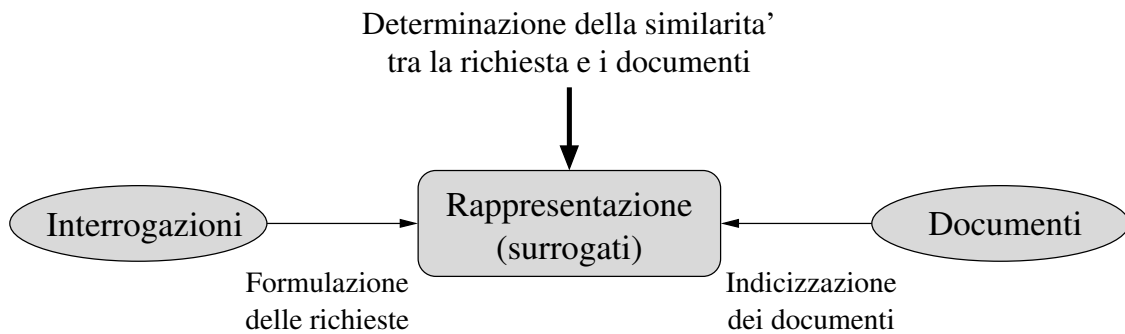 Determinazione della similarita'
tra la richiesta e i documenti
Interrogazioni
Rappresentazione
(surrogati)
Documenti
Formulazione
delle richieste
Indicizzazione
dei documenti